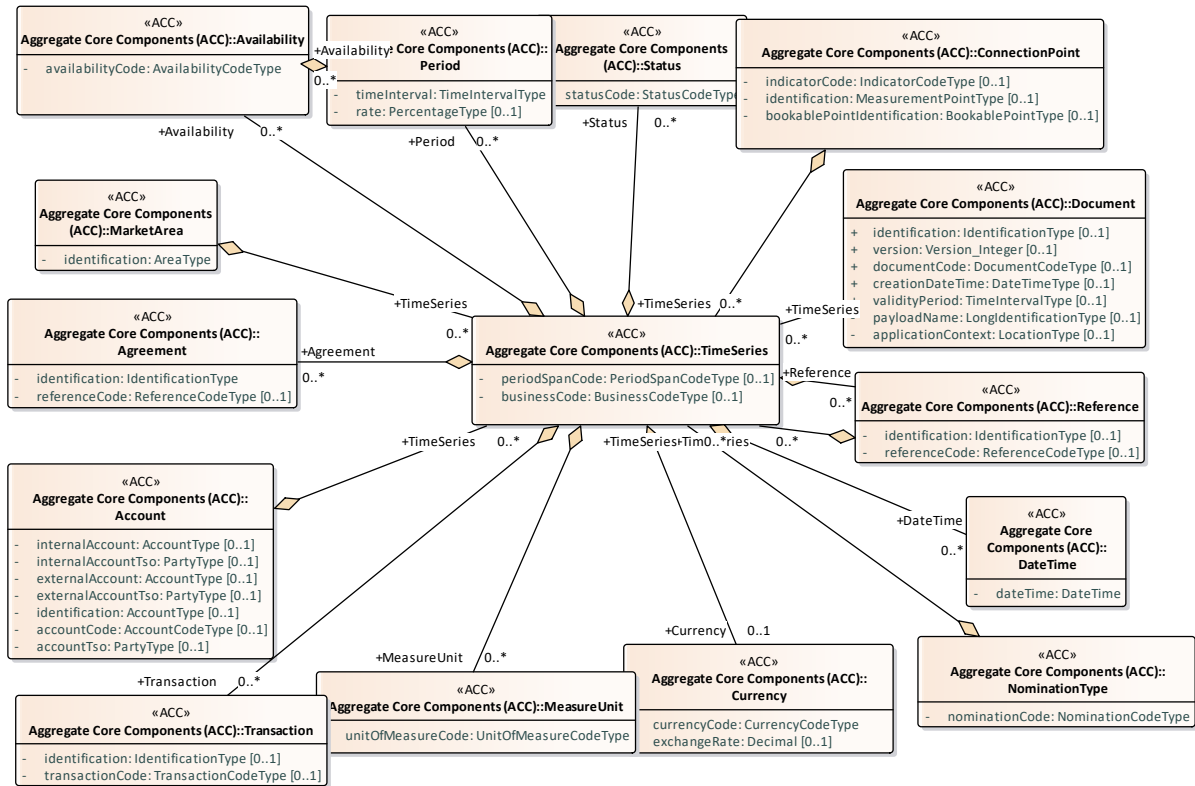 «ACC»
Aggregate Core Components (ACC)::Availability
- availabilityCode: AvailabilityCodeType
+Availability
0..*
«ACC»
Core Components (ACC)::
Period
- timeInterval: TimeIntervalType
- rate: PercentageType [0..1]
«ACC»
Aggregate Core Components
(ACC)::Status
statusCode: StatusCodeType
«ACC»
Aggregate Core Components (ACC)::ConnectionPoint
- indicatorCode: IndicatorCodeType [0..1]
- identification: MeasurementPointType [0..1]
- bookablePointIdentification: BookablePointType [0..1]
+Availability 0..*
+Period 0..*
+Status 0..*
«ACC»
Aggregate Core Components
(ACC)::MarketArea
- identification: AreaType
«ACC»
Aggregate Core Components (ACC)::Document
+ identification: IdentificationType [0..1]
+ version: Version_Integer [0..1]
+ documentCode: DocumentCodeType [0..1]
+ creationDateTime: DateTimeType [0..1]
+ validityPeriod: TimeIntervalType [0..1]
payloadName: LongIdentificationType [0..1]
- applicationContext: LocationType [0..1]
+TimeSeries
0..*
+TimeSeries 0..*
+TimeSeries
0..*
«ACC»
Aggregate Core Components (ACC)::
Agreement
- identification: IdentificationType
- referenceCode: ReferenceCodeType [0..1]
+Agreement
0..*
«ACC»
Aggregate Core Components (ACC)::TimeSeries
- periodSpanCode: PeriodSpanCodeType [0..1]
- businessCode: BusinessCodeType [0..1]
+Reference
0..*
«ACC»
Aggregate Core Components (ACC)::Reference
- identification: IdentificationType [0..1]
- referenceCode: ReferenceCodeType [0..1]
+TimeSeries 0..*
+TimeSeries
0..*
0..*
«ACC»
Aggregate Core Components (ACC)::
Account
- internalAccount: AccountType [0..1]
- internalAccountTso: PartyType [0..1]
- externalAccount: AccountType [0..1]
- externalAccountTso: PartyType [0..1]
- identification: AccountType [0..1]
- accountCode: AccountCodeType [0..1]
- accountTso: PartyType [0..1]
+DateTime
0..*
«ACC»
Aggregate Core
Components (ACC)::
DateTime
- dateTime: DateTime
+Transaction 0..*
+MeasureUnit 0..*
+Currency 0..1
«ACC»
Aggregate Core Components (ACC)::Transaction
- identification: IdentificationType [0..1]
- transactionCode: TransactionCodeType [0..1]
«ACC»
Aggregate Core Components (ACC)::MeasureUnit
unitOfMeasureCode: UnitOfMeasureCodeType
«ACC»
Aggregate Core Components (ACC)::
Currency
currencyCode: CurrencyCodeType
exchangeRate: Decimal [0..1]
«ACC»
Aggregate Core Components (ACC)::
NominationType
- nominationCode: NominationCodeType